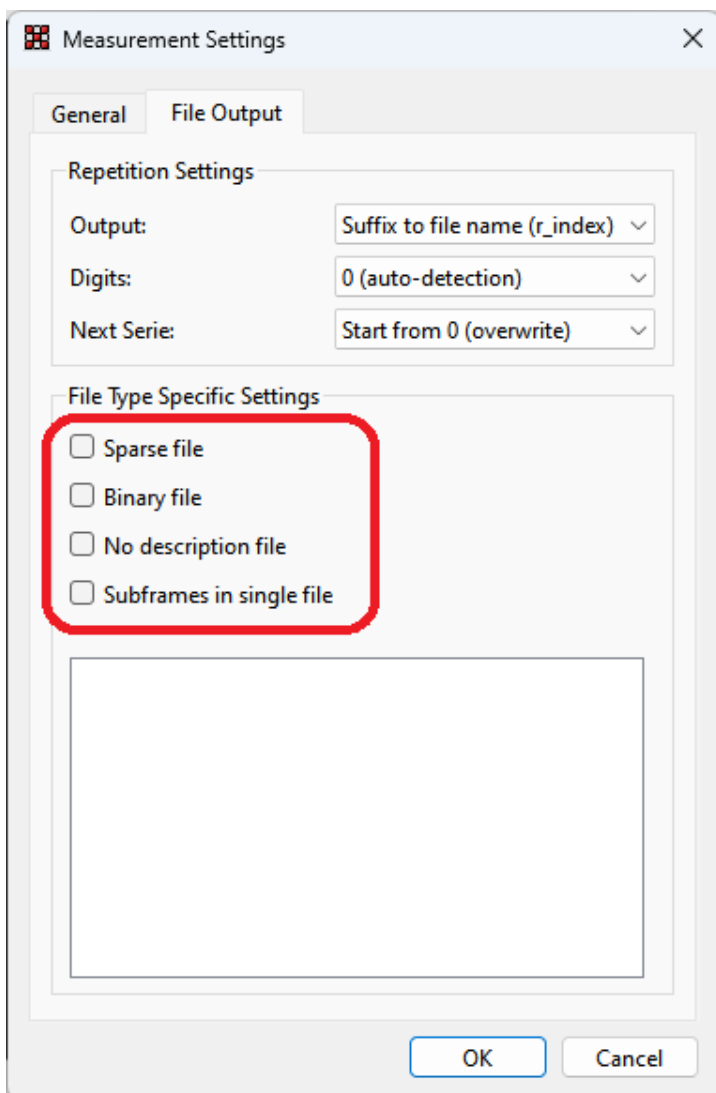 Measurement Settings
General File Output
Repetition Settings
Output: Suffix to file name (r_index)
Digits: 0 (auto-detection)
Next Serie: Start from 0 (overwrite)
File Type Specific Settings
Sparse file
Binary file
No description file
Subframes in single file
OK Cancel